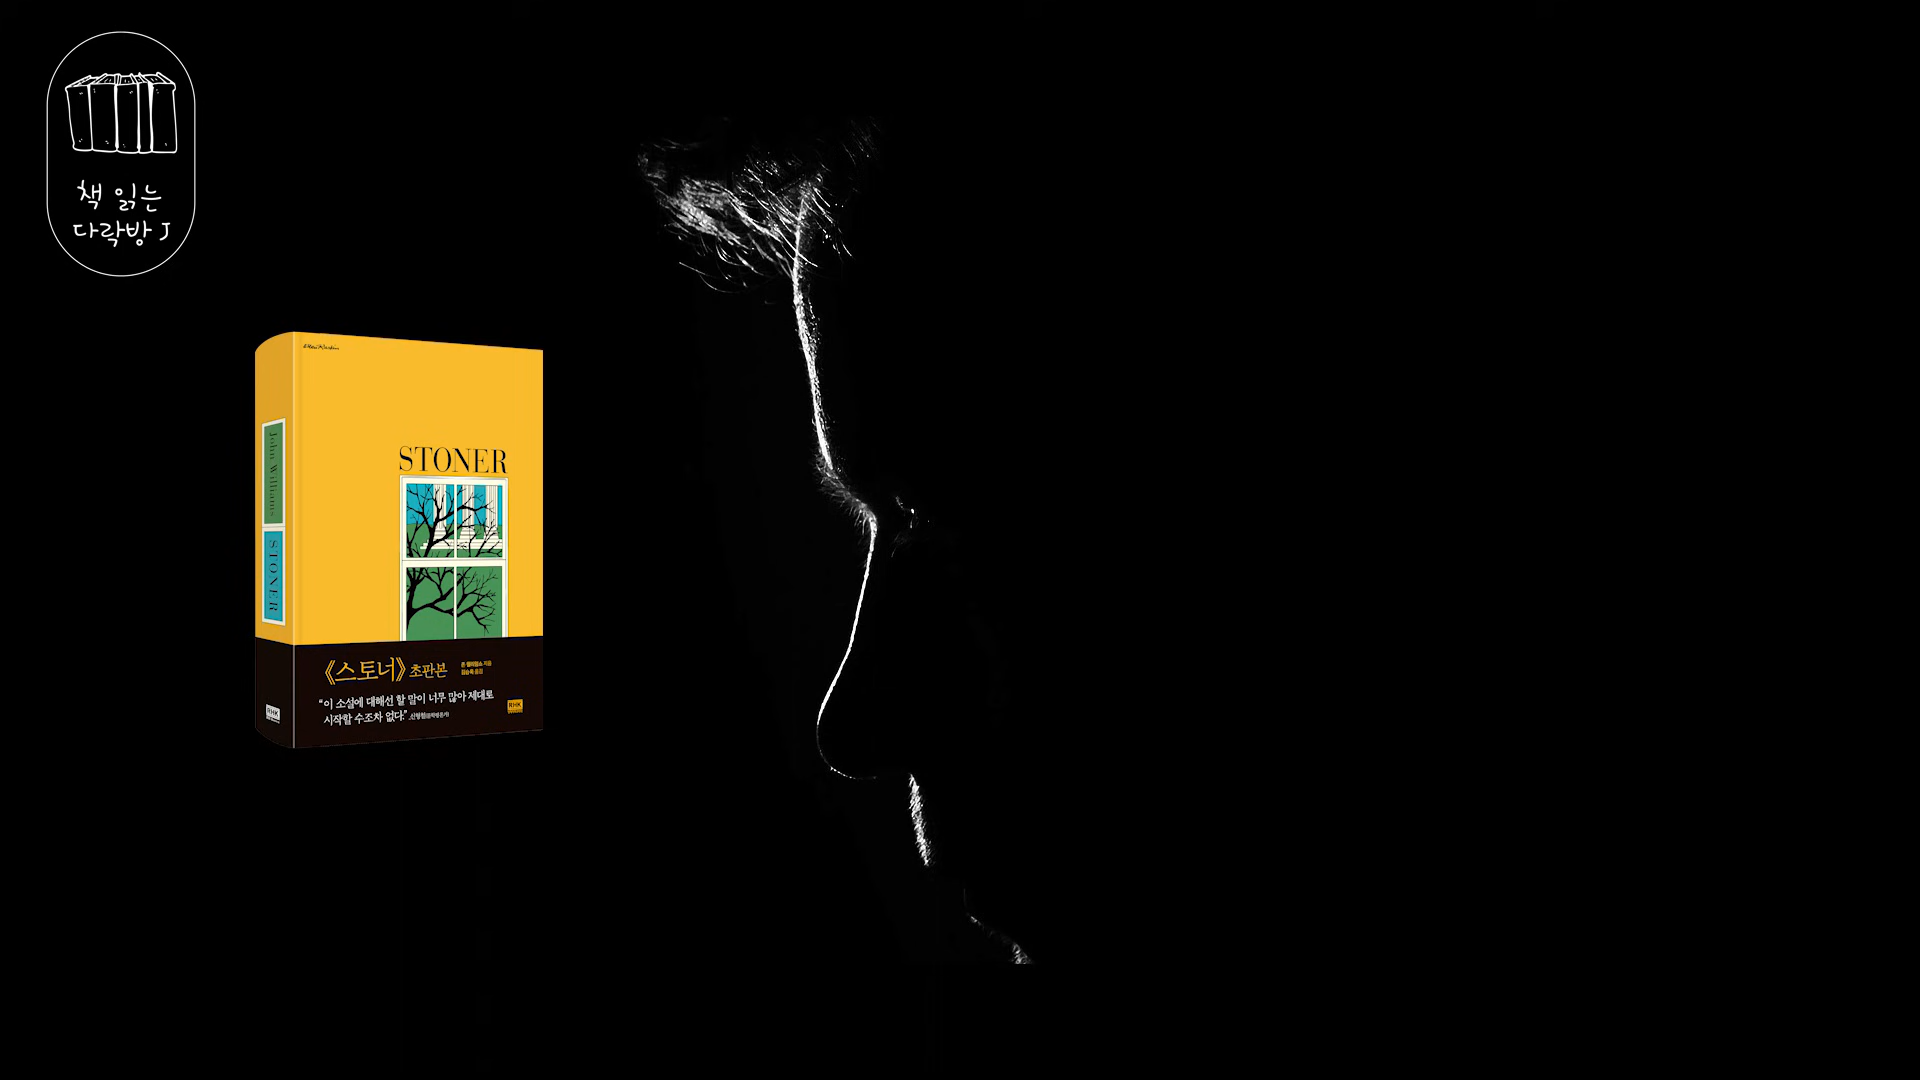 책 읽는
다락방 J
STONER
John Williams
STONER
《스토너》 초판본
존 윌리엄스 지음
김승욱 옮김
“이 소설에 대해선 할 말이 너무 많아 제대로
시작할 수조차 없다.” _신형철(문학평론가)
RHK
RHK